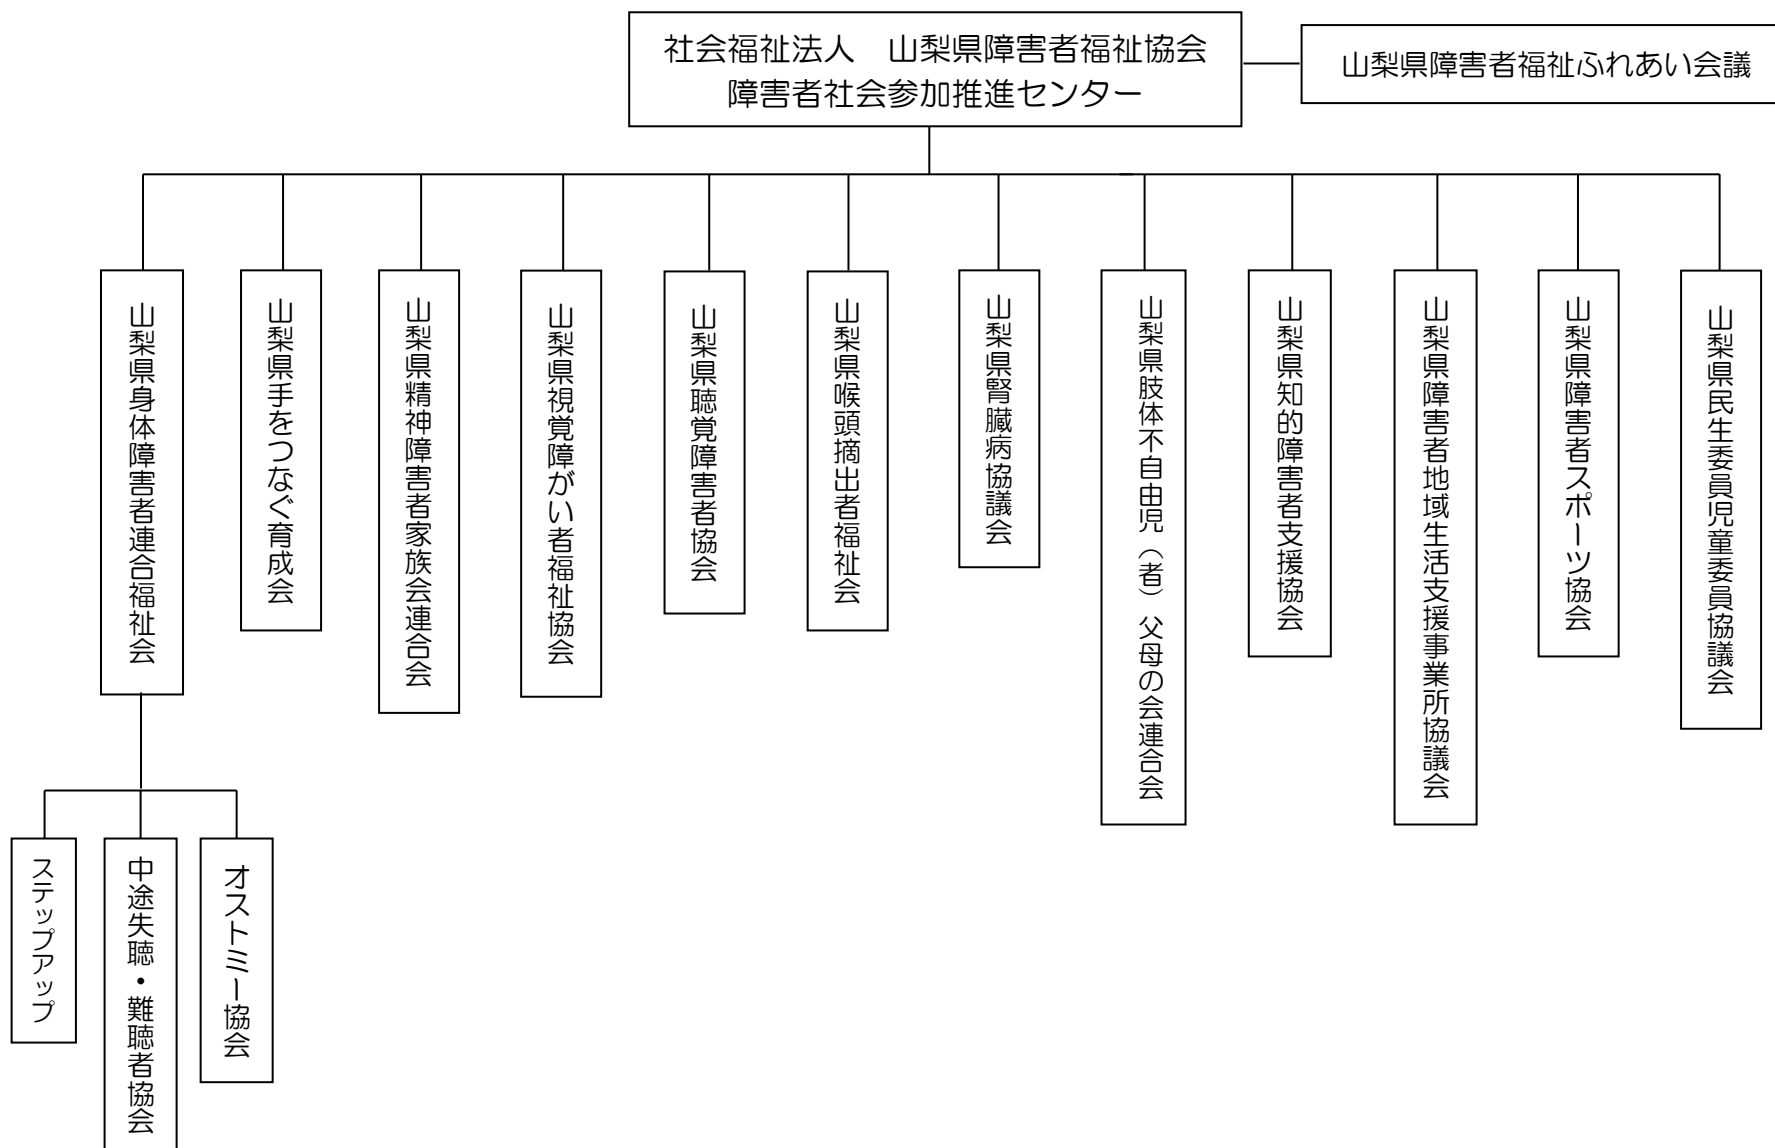 社会福祉法人　山梨県障害者福祉協会
障害者社会参加推進センター
山梨県障害者福祉ふれあい会議
山梨県身体障害者連合福祉会
山梨県手をつなぐ育成会
山梨県精神障害者家族会連合会
山梨県視覚障がい者福祉協会
山梨県聴覚障害者協会
山梨県喉頭摘出者福祉会
山梨県腎臓病協議会
山梨県肢体不自由児（者）父母の会連合会
山梨県知的障害者支援協会
山梨県障害者地域生活支援事業所協議会
山梨県障害者スポーツ協会
山梨県民生委員児童委員協議会
ステップアップ
中途失聴・難聴者協会
オストミー協会